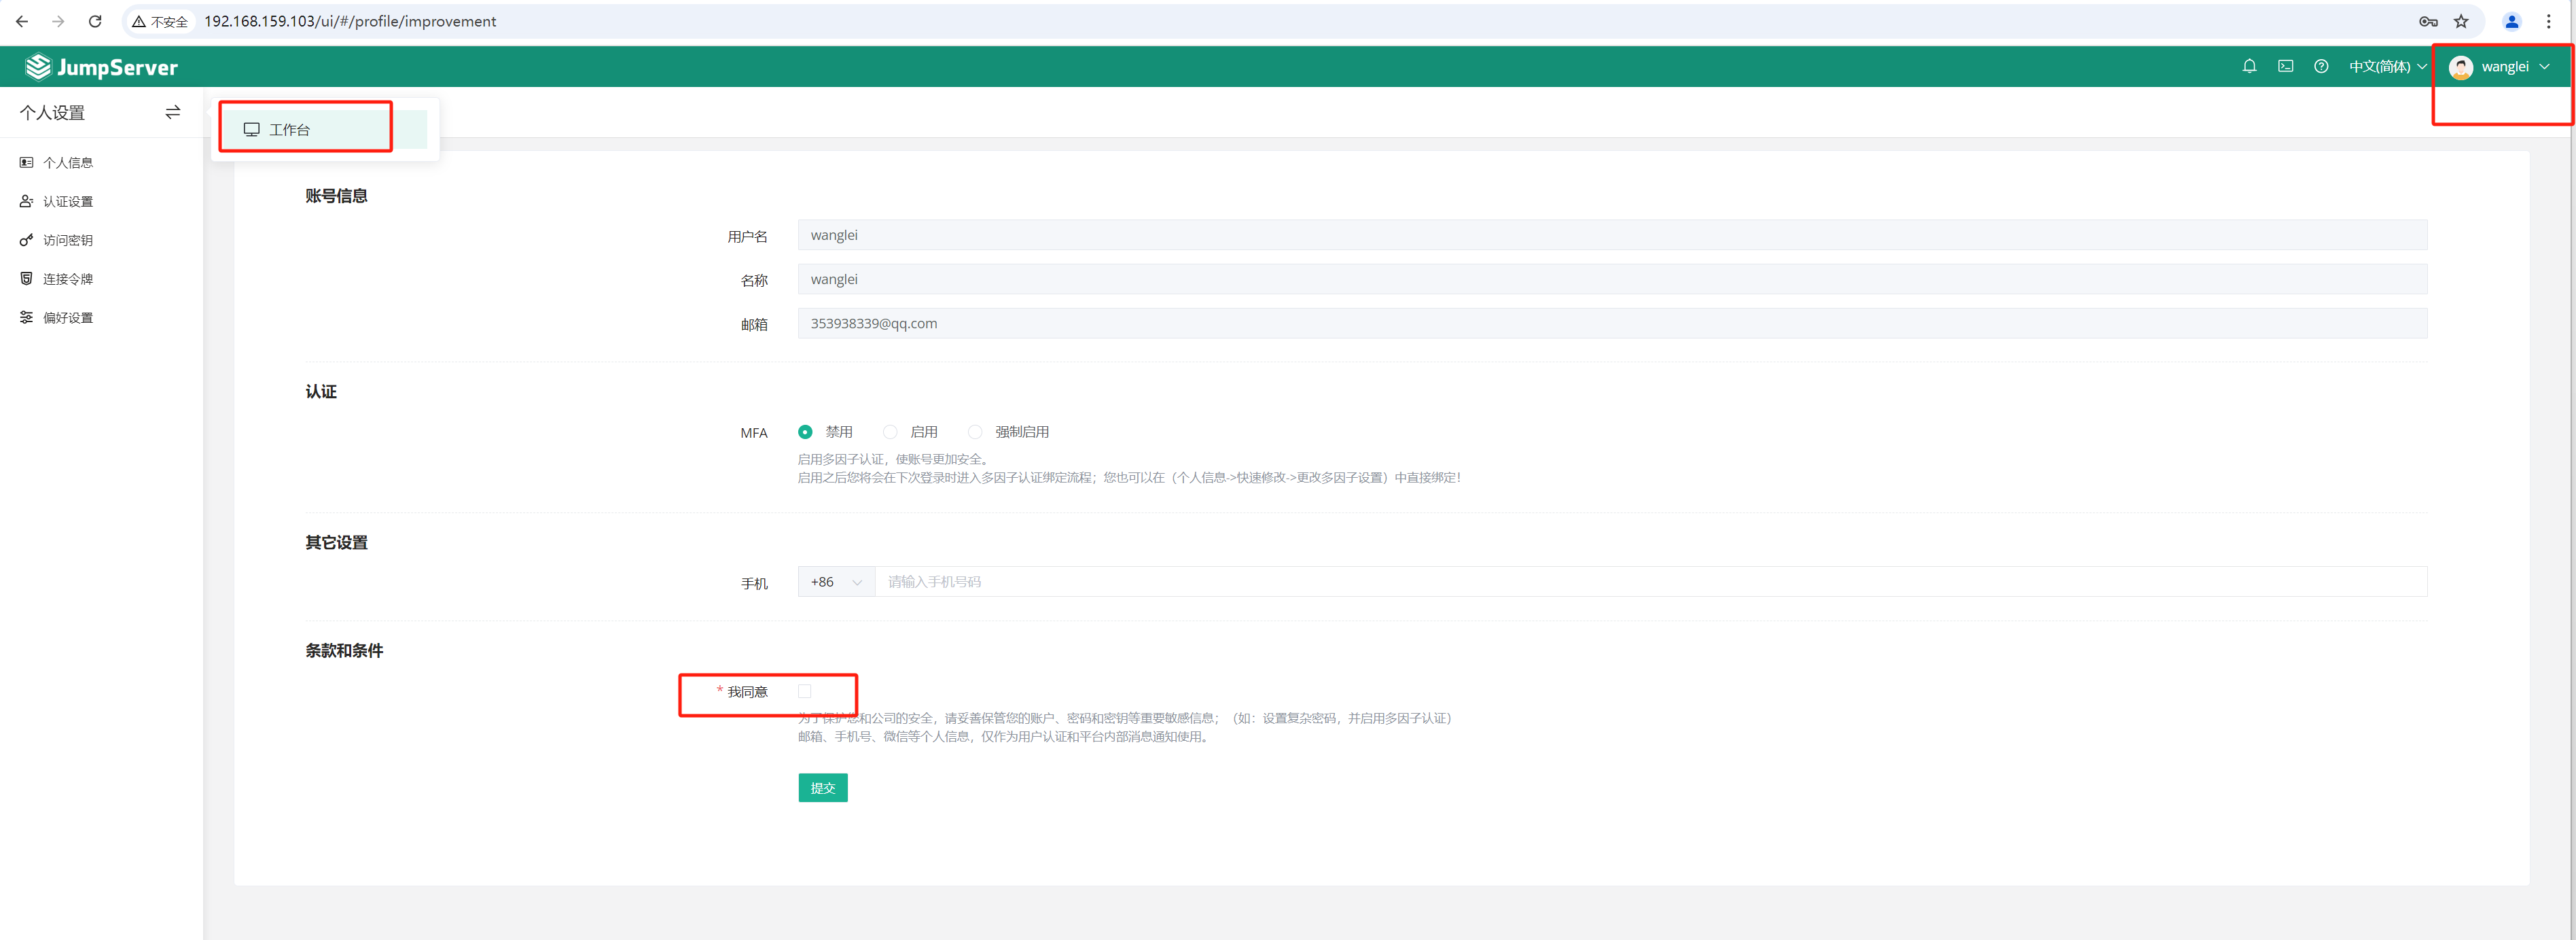 不安全 192.168.159.103/ui/#/profile/improvement
JumpServer 中文(简体) wanglei
个人设置
工作台
个人信息
认证设置
访问密钥
连接令牌
偏好设置
账号信息
用户名 wanglei
名称 wanglei
邮箱 353938339@qq.com
认证
MFA 禁用 启用 强制启用
启用多因子认证，使账号更加安全。
启用之后您将会在下次登录时进入多因子认证绑定流程；您也可以在（个人信息->快速修改->更改多因子设置）中直接绑定！
其它设置
手机 +86 请输入手机号码
条款和条件
* 我同意
为了保护您和公司的安全，请妥善保管您的账户、密码和密钥等重要敏感信息；（如：设置复杂密码，并启用多因子认证）
邮箱、手机号、微信等个人信息，仅作为用户认证和平台内部消息通知使用。
提交